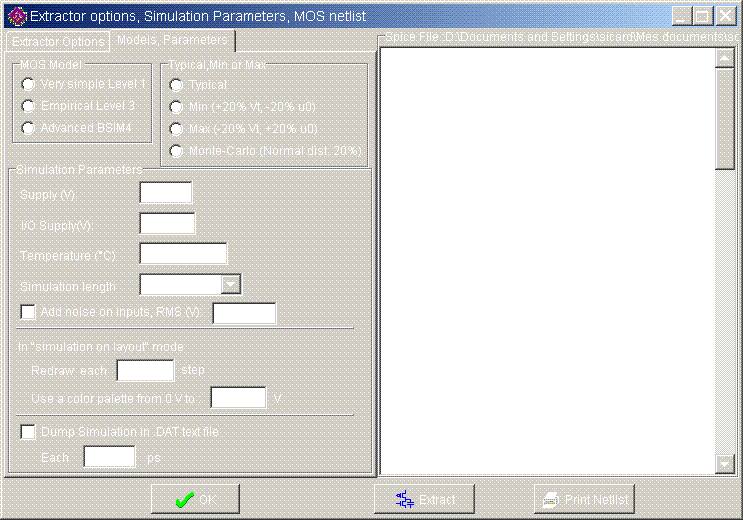 Extractor options, Simulation Parameters, MOS netlist
Extractor Options
Models, Parameters
Spice File :D:\Documents and Settings\sicard\Mes documents\sc
MOS Model
Very simple Level 1
Empirical Level 3
Advanced BSIM4
Typical,Min or Max
Typical
Min (+20% Vt, -20% u0)
Max (-20% Vt, +20% u0)
Monte-Carlo (Normal dist. 20%)
Simulation Parameters
Supply (V):
I/O Supply(V):
Temperature (°C)
Simulation length
Add noise on inputs, RMS (V):
In "simulation on layout" mode
Redraw each step
Use a color palette from 0 V to V
Dump Simulation in .DAT text file
Each ps
OK
Extract
Print Netlist